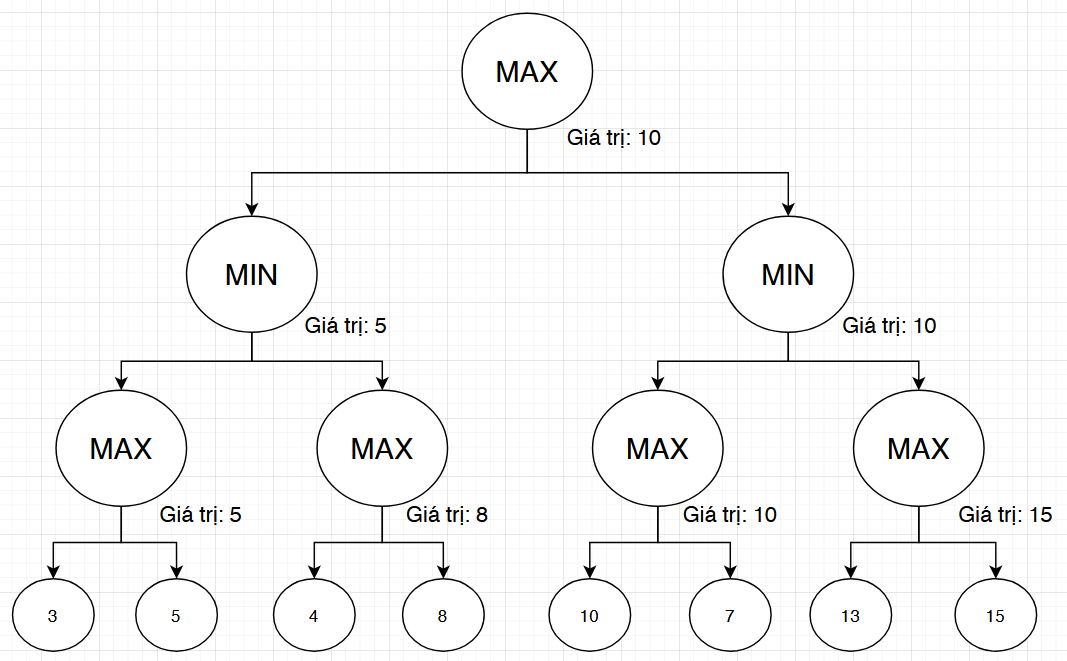 MAX
Giá trị: 10
MIN
MIN
Giá trị: 5
Giá trị: 10
MAX
MAX
MAX
MAX
Giá trị: 5
Giá trị: 8
Giá trị: 10
Giá trị: 15
3
5
4
8
10
7
13
15